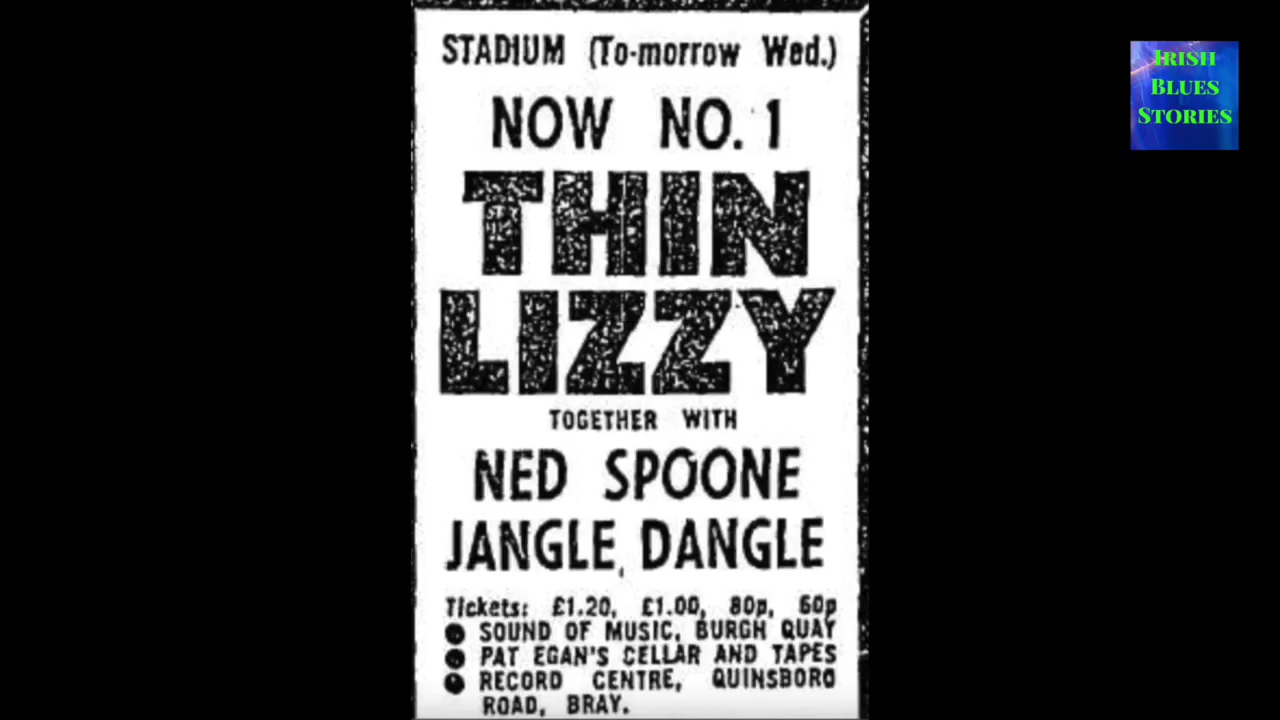 STADIUM (To-morrow Wed.)
NOW NO. 1
THIN
LIZZY
TOGETHER WITH
NED SPOONE
JANGLE, DANGLE
Tickets: £1.20, £1.00, 80p, 60p
SOUND OF MUSIC, BURGH QUAY
PAT EGAN'S CELLAR AND TAPES
RECORD CENTRE, QUINSBORO
ROAD, BRAY.
IRISH
BLUES
STORIES